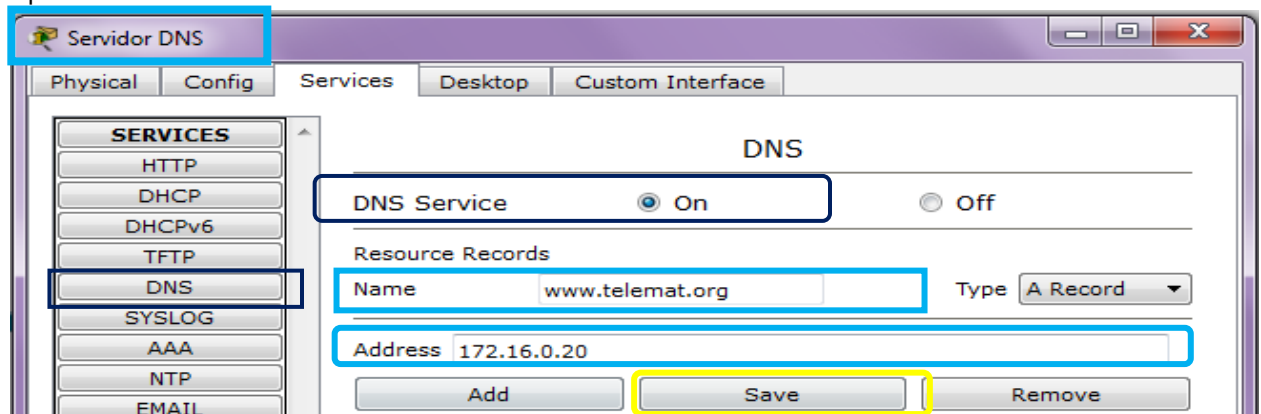 Servidor DNS
Physical Config Services Desktop Custom Interface
SERVICES
HTTP
DHCP
DHCPv6
TFTP
DNS
SYSLOG
AAA
NTP
EMAIL
DNS
DNS Service On Off
Resource Records
Name www.telemat.org Type A Record
Address 172.16.0.20
Add Save Remove